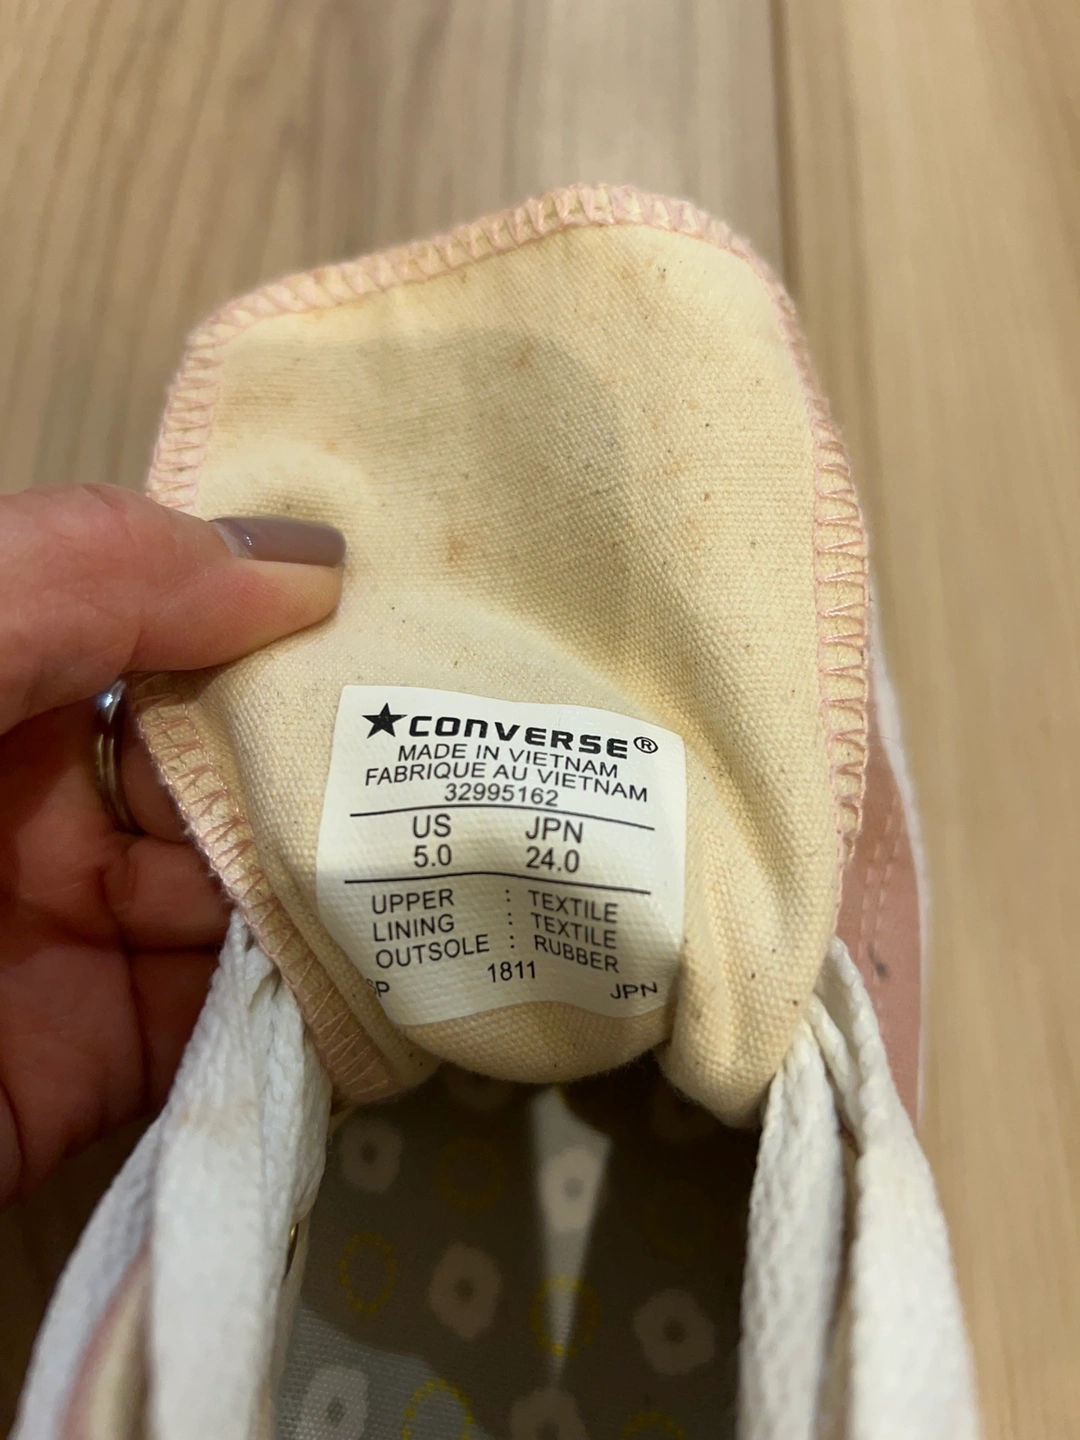 ★CONVERSE®
MADE IN VIETNAM
FABRIQUE AU VIETNAM
32995162
US JPN
5.0 24.0
UPPER : TEXTILE
LINING : TEXTILE
OUTSOLE : RUBBER
SP 1811 JPN